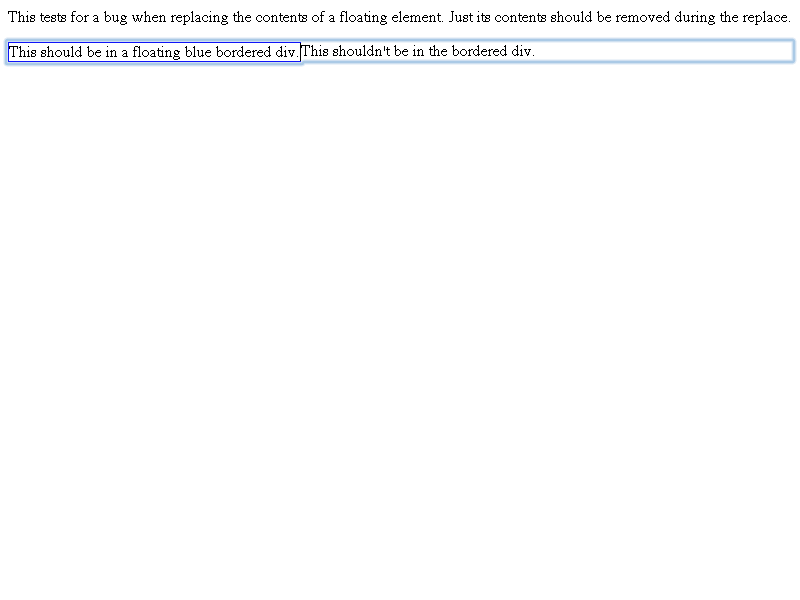 This tests for a bug when replacing the contents of a floating element. Just its contents should be removed during the replace.
This should be in a floating blue bordered div.This shouldn't be in the bordered div.